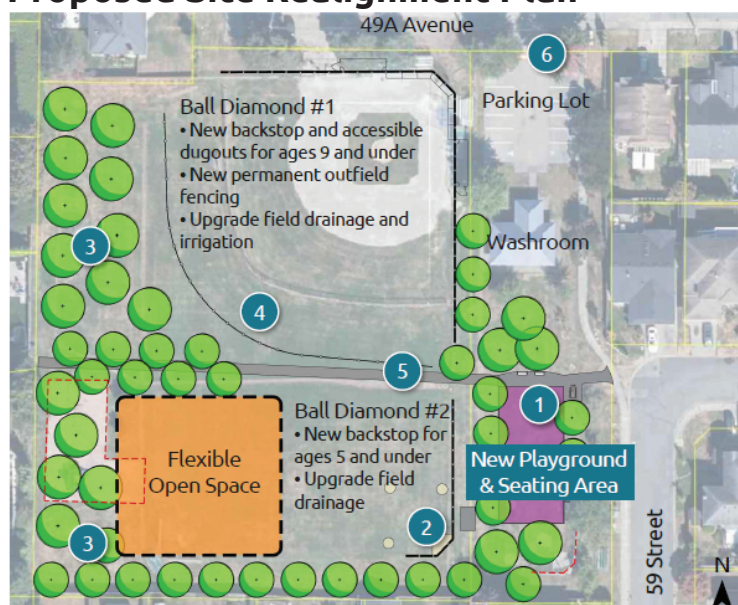 Proposed Site Realignment Plan
49A Avenue
6
Parking Lot
Ball Diamond #1
• New backstop and accessible
dugouts for ages 9 and under
• New permanent outfield
fencing
• Upgrade field drainage and
irrigation
Washroom
3
4
5
1
Ball Diamond #2
• New backstop for
ages 5 and under
• Upgrade field
drainage
Flexible
Open Space
New Playground
& Seating Area
2
3
59 Street
N